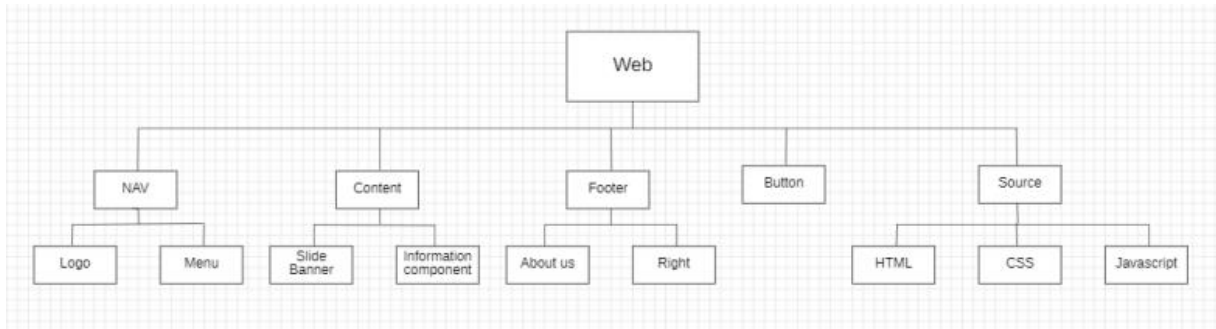 Web
NAV
Content
Footer
Button
Source
Logo
Menu
Slide
Banner
Information
component
About us
Right
HTML
CSS
Javascript